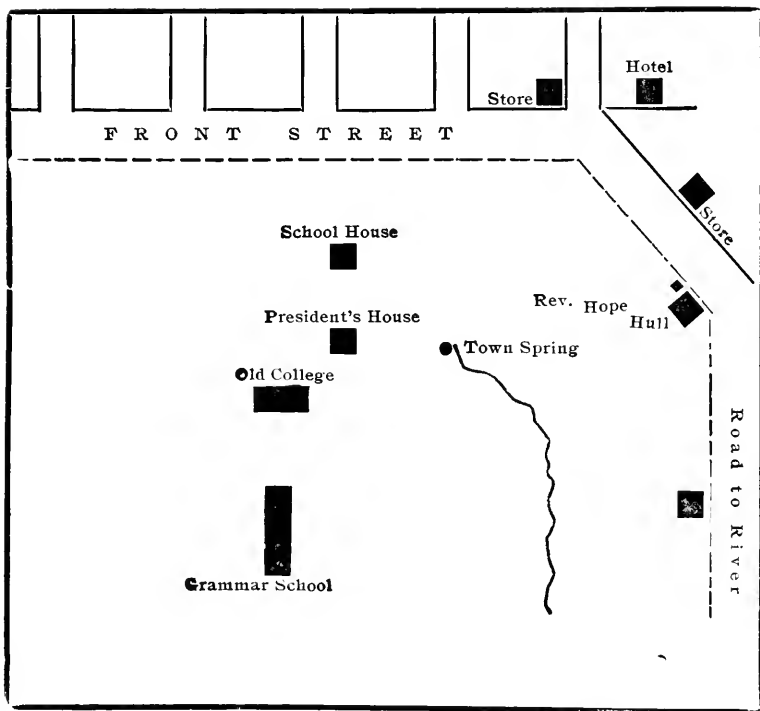 Hotel
Store
FRONT STREET
Store
School House
Rev. Hope Hull
President's House
Town Spring
Old College
Road to River
Grammar School